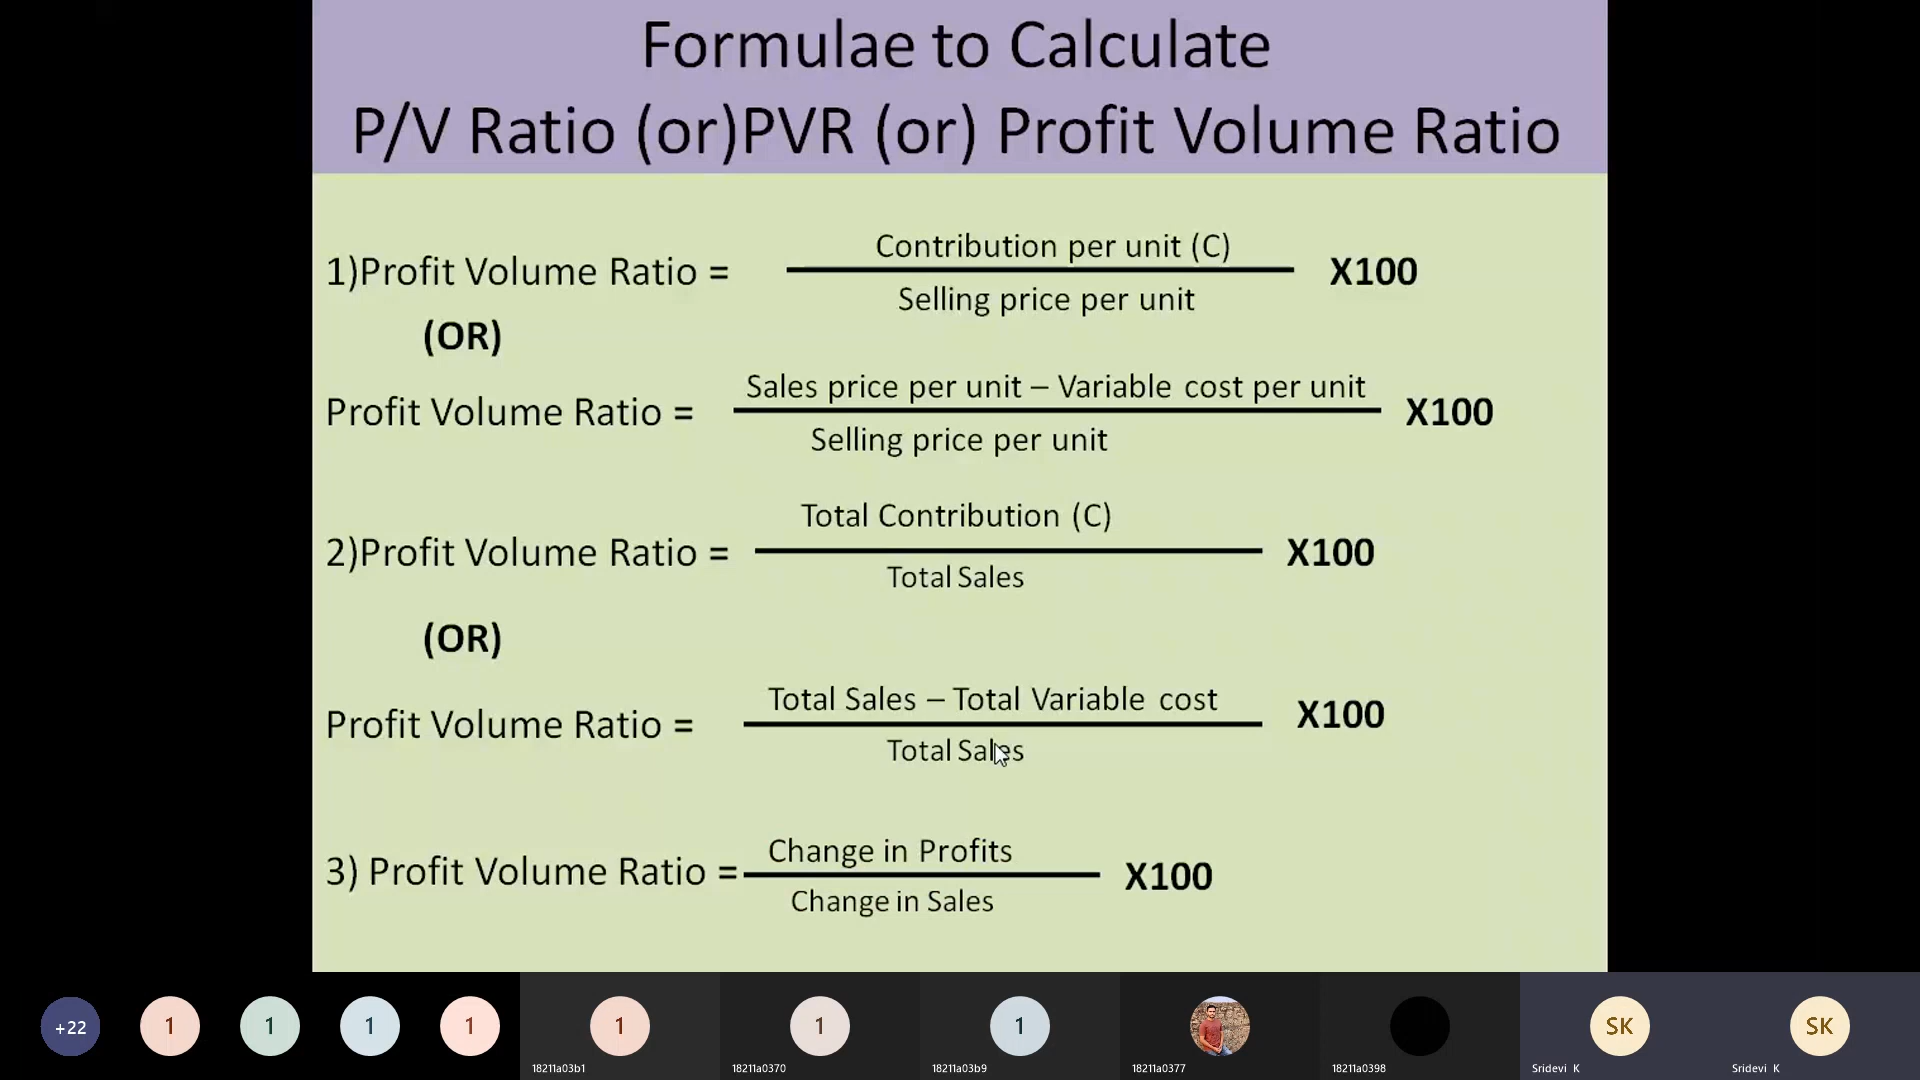 Formulae to Calculate
P/V Ratio (or)PVR (or) Profit Volume Ratio
1)Profit Volume Ratio = Contribution per unit (C) X100
Selling price per unit
(OR)
Profit Volume Ratio = Sales price per unit – Variable cost per unit X100
Selling price per unit
2)Profit Volume Ratio = Total Contribution (C) X100
Total Sales
(OR)
Profit Volume Ratio = Total Sales – Total Variable cost X100
Total Sales
3) Profit Volume Ratio = Change in Profits X100
Change in Sales
+22 1 1 1 1 1 1 1 SK SK
18211a03b1 18211a0370 18211a03b9 18211a0377 18211a0398 Sridevi K Sridevi K